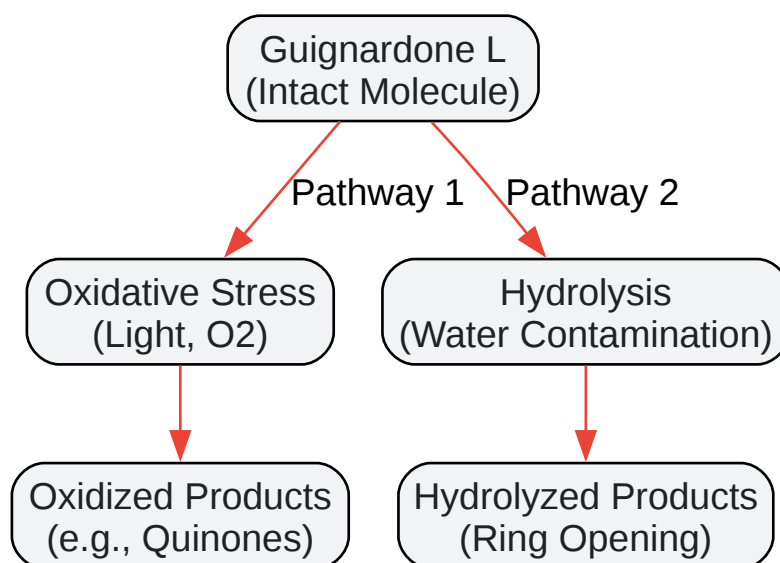 Guignardone L
(Intact Molecule)
Pathway 1
Pathway 2
Oxidative Stress
(Light, O2)
Hydrolysis
(Water Contamination)
Oxidized Products
(e.g., Quinones)
Hydrolyzed Products
(Ring Opening)